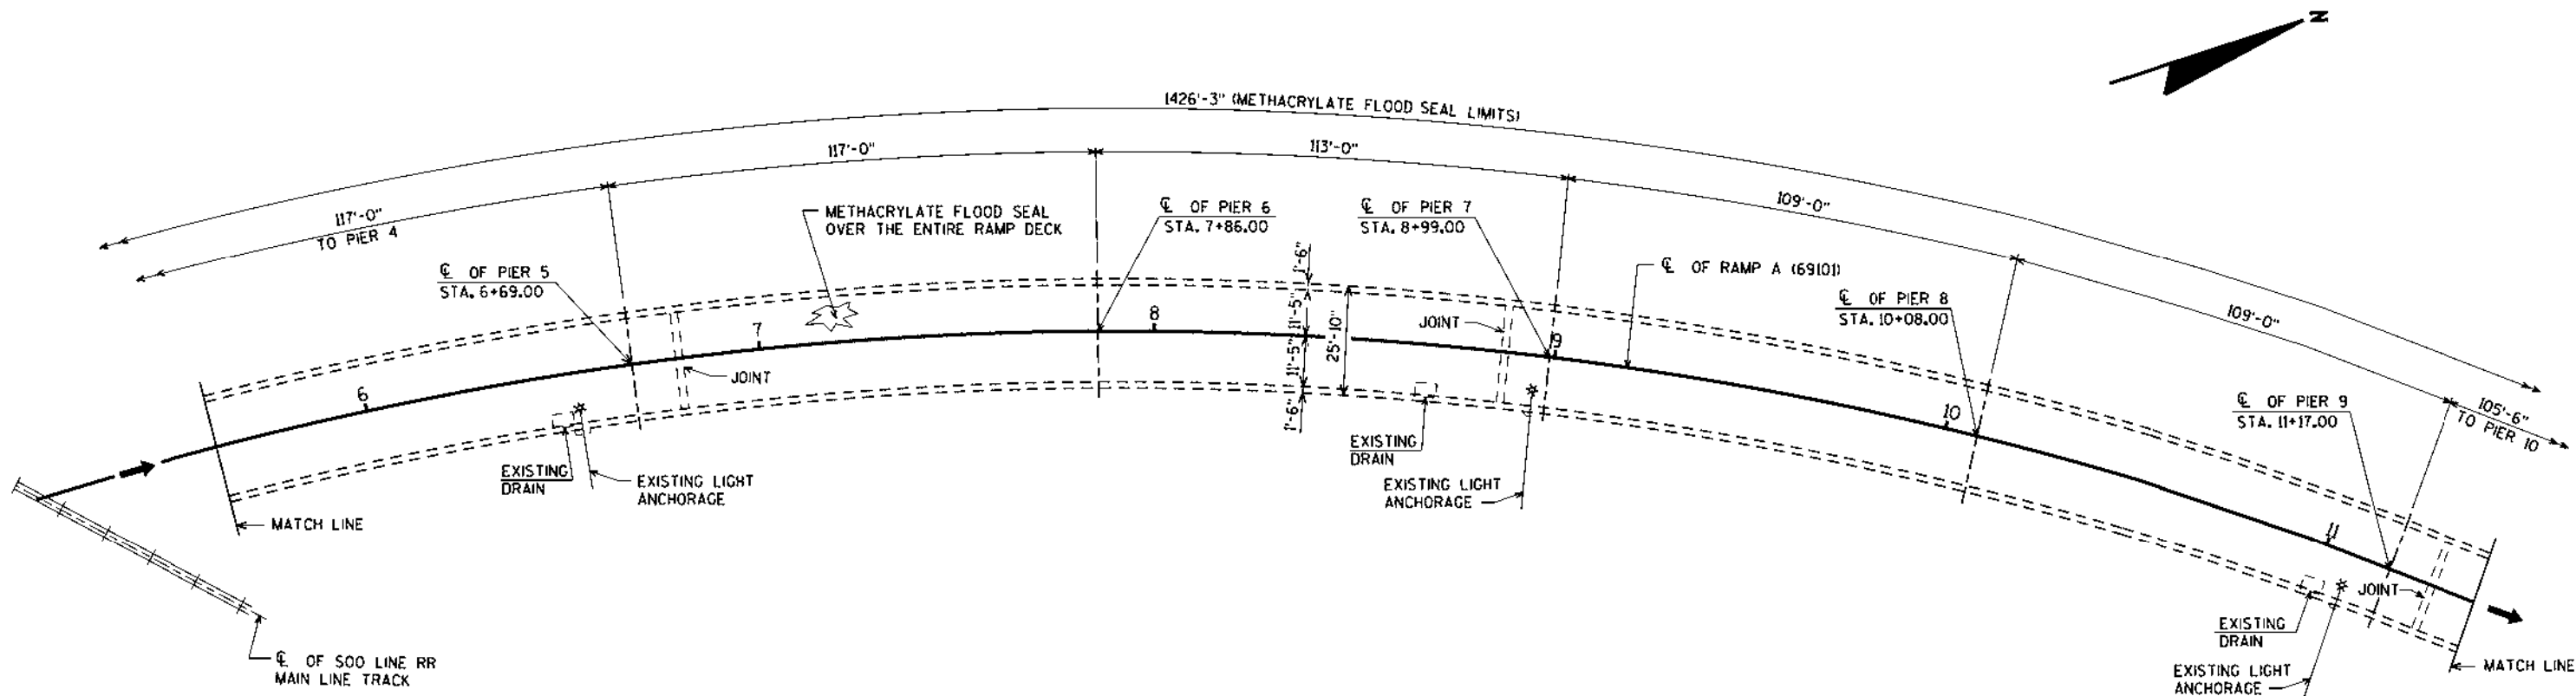 N
1426'-3" (METHACRYLATE FLOOD SEAL LIMITS)
117'-0"
113'-0"
117'-0"
TO PIER 4
109'-0"
METHACRYLATE FLOOD SEAL
OVER THE ENTIRE RAMP DECK
℄ OF PIER 6
STA. 7+86.00
℄ OF PIER 7
STA. 8+99.00
℄ OF PIER 5
STA. 6+69.00
1'-6"
℄ OF RAMP A (69101)
℄ OF PIER 8
STA. 10+08.00
109'-0"
11'-5"
11'-5"
25'-10"
1'-6"
6
7
8
9
10
11
JOINT
JOINT
℄ OF PIER 9
STA. 11+17.00
105'-6"
TO PIER 10
EXISTING
DRAIN
EXISTING LIGHT
ANCHORAGE
EXISTING
DRAIN
EXISTING LIGHT
ANCHORAGE
MATCH LINE
JOINT
EXISTING
DRAIN
EXISTING LIGHT
ANCHORAGE
MATCH LINE
℄ OF SOO LINE RR
MAIN LINE TRACK